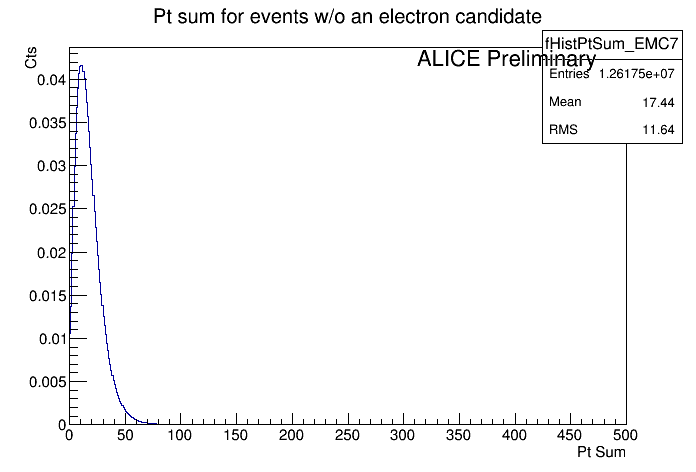 Pt sum for events w/o an electron candidate
fHistPtSum_EMC7
Entries 1.26175e+07
Mean 17.44
RMS 11.64
ALICE Preliminary
Cts
0.04
0.035
0.03
0.025
0.02
0.015
0.01
0.005
0
0 50 100 150 200 250 300 350 400 450 500
Pt Sum